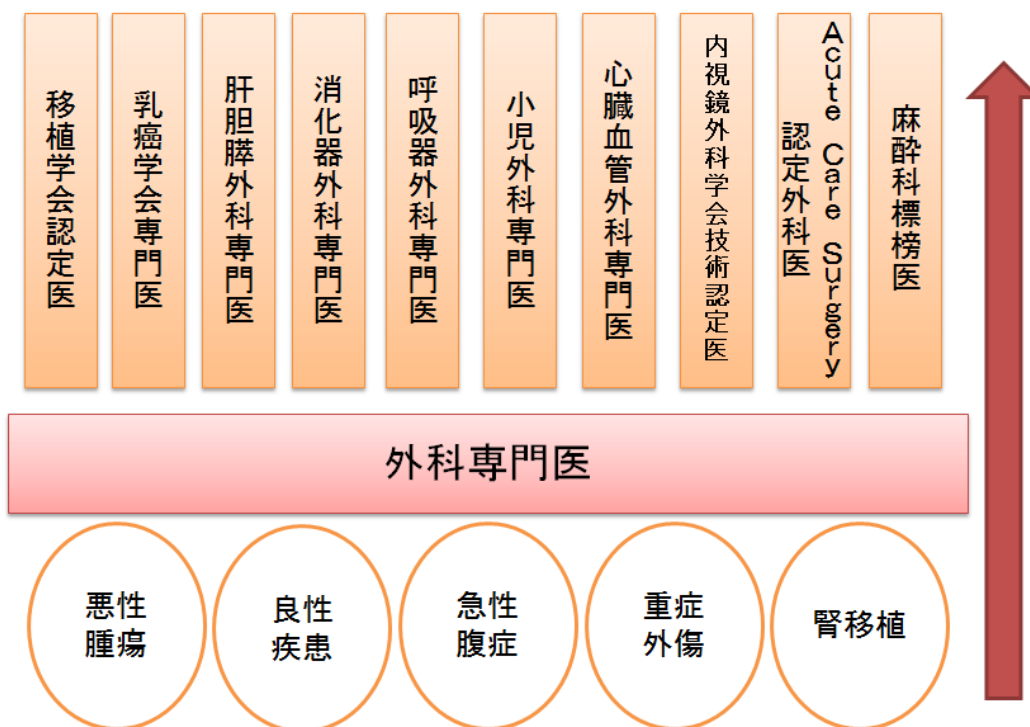 移植学会認定医
乳癌学会専門医
肝胆膵外科専門医
消化器外科専門医
呼吸器外科専門医
小児外科専門医
心臓血管外科専門医
内視鏡外科学会技術認定医
Acute Care Surgery
認定外科医
麻酔科標榜医
外科専門医
悪性
腫瘍
良性
疾患
急性
腹症
重症
外傷
腎移植